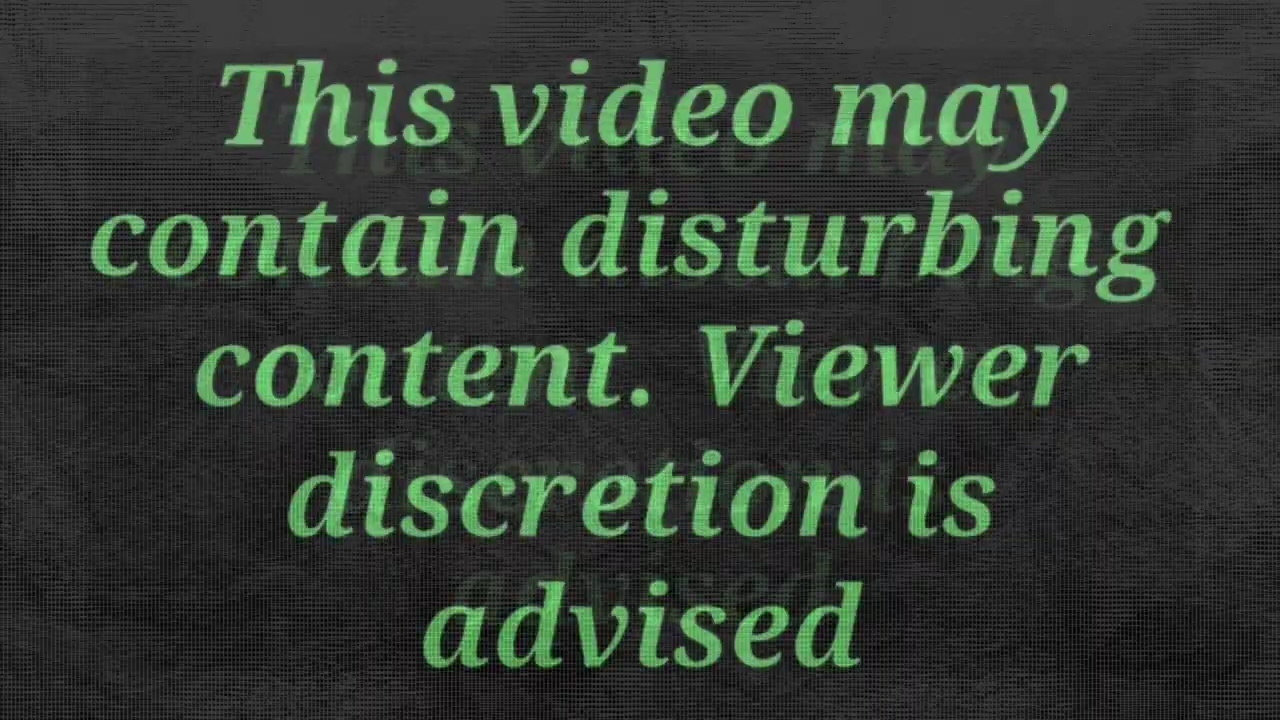 This video may
contain disturbing
content. Viewer
discretion is
advised